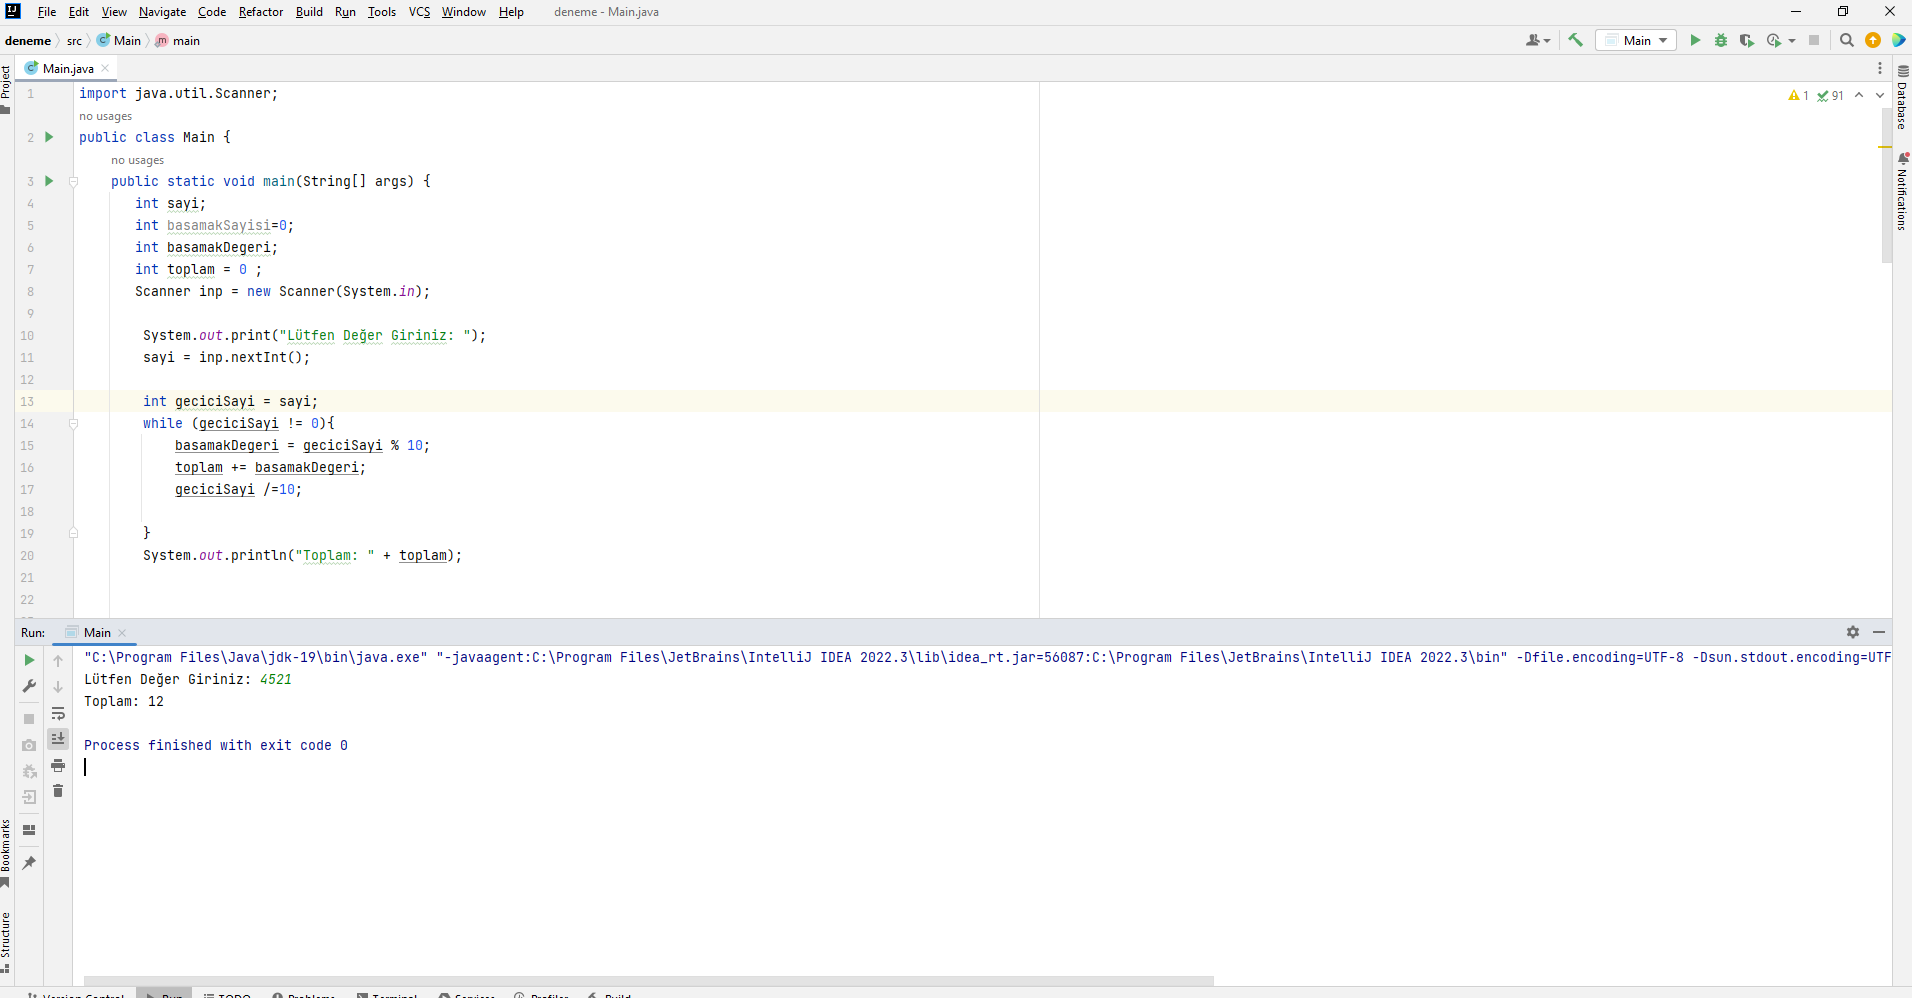 File Edit View Navigate Code Refactor Build Run Tools VCS Window Help deneme - Main.java
deneme src Main main
Main
Main.java
Project
1 import java.util.Scanner;
1 91
no usages
2 public class Main {
no usages
3 public static void main(String[] args) {
4 int sayi;
5 int basamakSayisi=0;
6 int basamakDegeri;
7 int toplam = 0 ;
8 Scanner inp = new Scanner(System.in);
9
10 System.out.print("Lütfen Değer Giriniz: ");
11 sayi = inp.nextInt();
12
13 int geciciSayi = sayi;
14 while (geciciSayi != 0){
15 basamakDegeri = geciciSayi % 10;
16 toplam += basamakDegeri;
17 geciciSayi /=10;
18
19 }
20 System.out.println("Toplam: " + toplam);
21
22
Database
Notifications
Run: Main
"C:\Program Files\Java\jdk-19\bin\java.exe" "-javaagent:C:\Program Files\JetBrains\IntelliJ IDEA 2022.3\lib\idea_rt.jar=56087:C:\Program Files\JetBrains\IntelliJ IDEA 2022.3\bin" -Dfile.encoding=UTF-8 -Dsun.stdout.encoding=UTF
Lütfen Değer Giriniz: 4521
Toplam: 12
Process finished with exit code 0
Bookmarks
Structure
Version Control Run TODO Problems Terminal Services Profiler Build